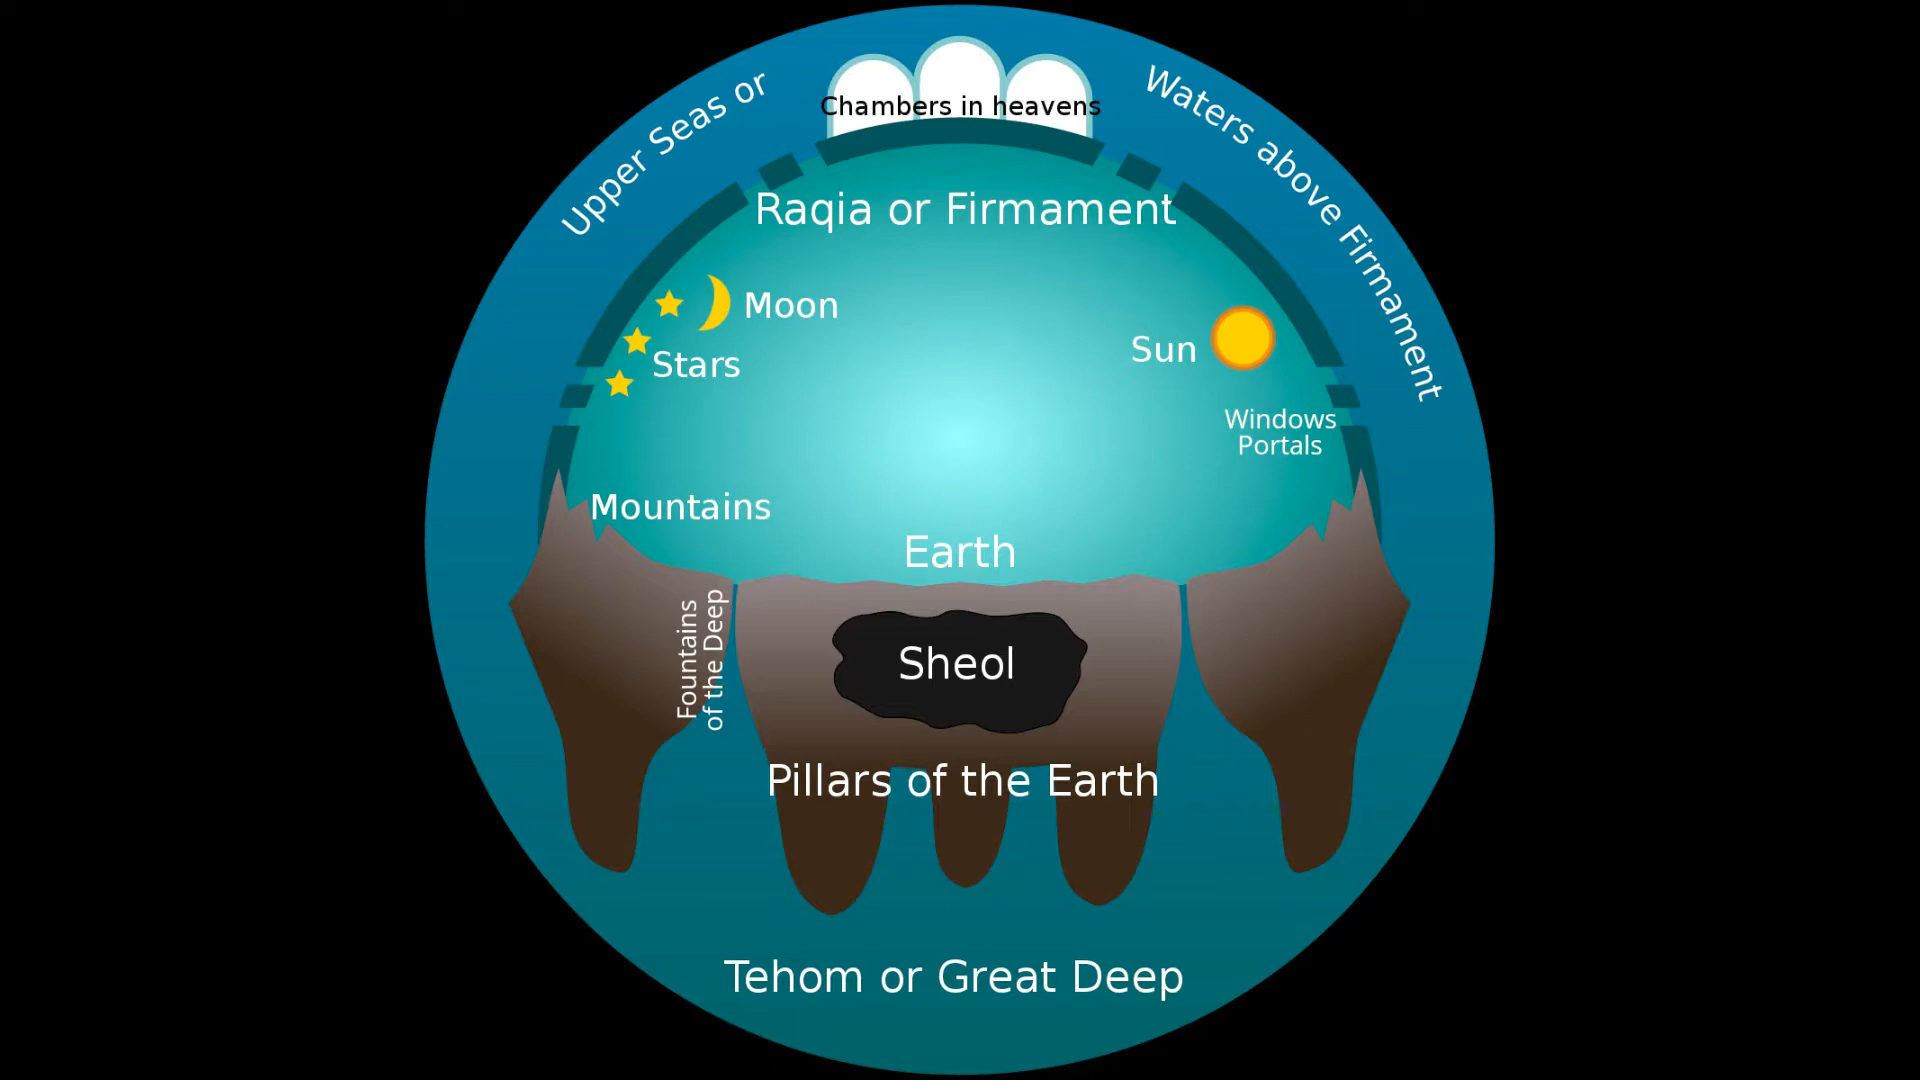 Upper Seas or
Waters above Firmament
Chambers in heavens
Raqia or Firmament
Moon
Stars
Sun
Windows
Portals
Mountains
Earth
Fountains
of the Deep
Sheol
Pillars of the Earth
Tehom or Great Deep